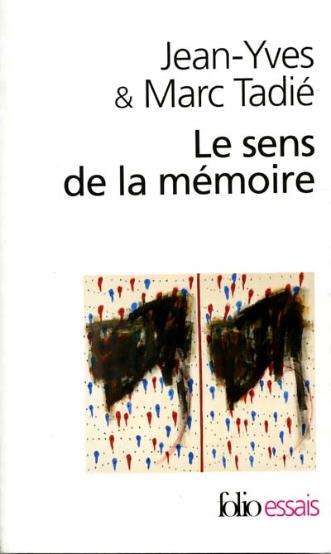 Jean-Yves
& Marc Tadié
Le sens
de la mémoire
folio essais